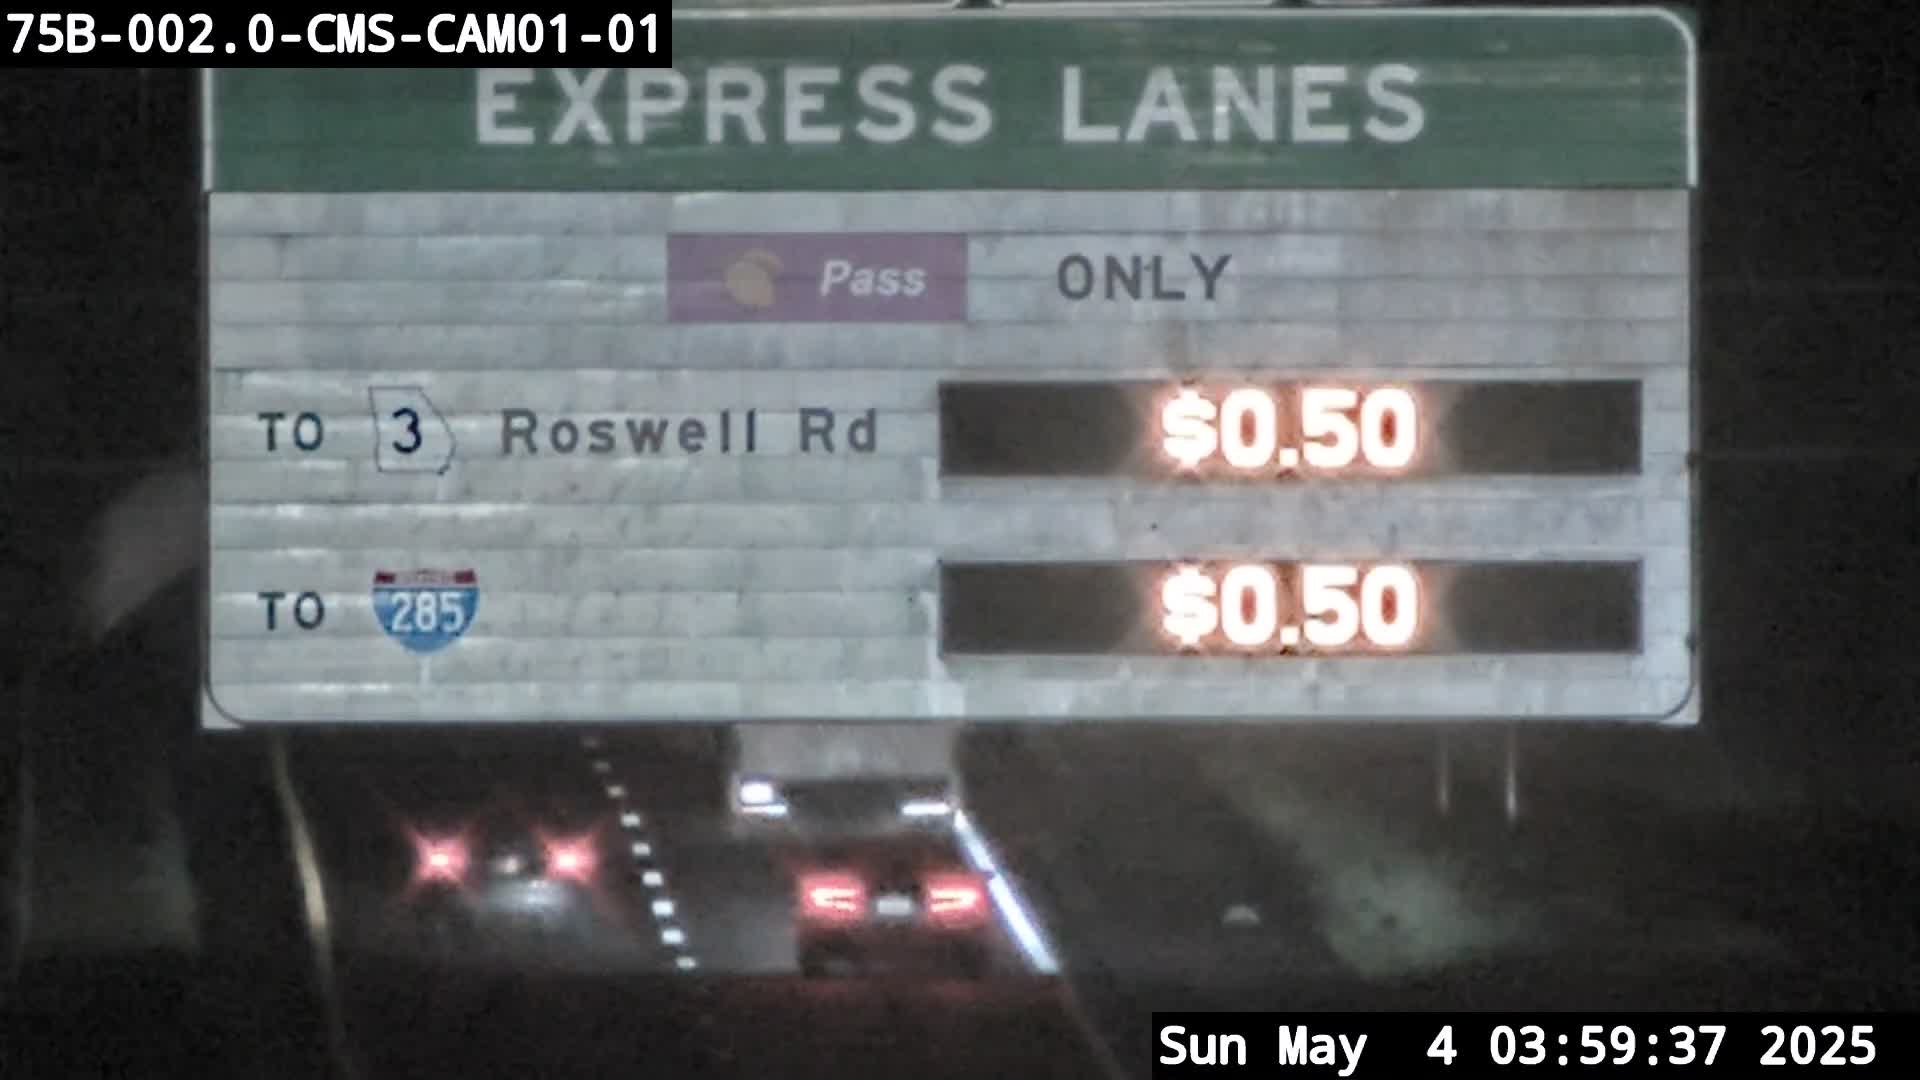 75B-002.0-CMS-CAM01-01
EXPRESS LANES
Pass ONLY
TO 3 Roswell Rd $0.50
TO 285 $0.50
Sun May 4 03:59:37 2025